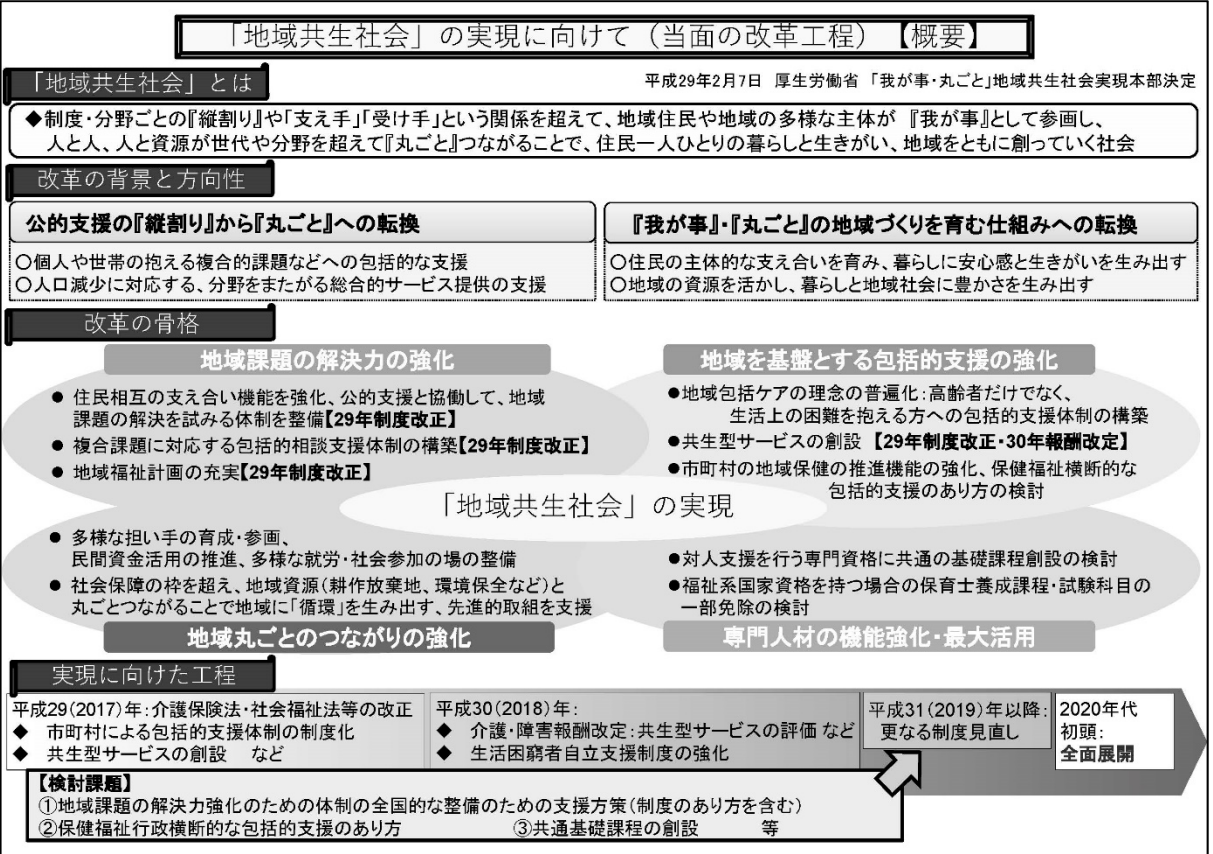 「地域共生社会」の実現に向けて（当面の改革工程）【概要】
「地域共生社会」とは
平成29年2月7日 厚生労働省 「我が事・丸ごと」地域共生社会実現本部決定
◆制度・分野ごとの『縦割り』や「支え手」「受け手」という関係を超えて、地域住民や地域の多様な主体が 『我が事』として参画し、
人と人、人と資源が世代や分野を超えて『丸ごと』つながることで、住民一人ひとりの暮らしと生きがい、地域をともに創っていく社会
改革の背景と方向性
公的支援の『縦割り』から『丸ごと』への転換
○個人や世帯の抱える複合的課題などへの包括的な支援
○人口減少に対応する、分野をまたがる総合的サービス提供の支援
『我が事』・『丸ごと』の地域づくりを育む仕組みへの転換
○住民の主体的な支え合いを育み、暮らしに安心感と生きがいを生み出す
○地域の資源を活かし、暮らしと地域社会に豊かさを生み出す
改革の骨格
地域課題の解決力の強化
● 住民相互の支え合い機能を強化、公的支援と協働して、地域
課題の解決を試みる体制を整備【29年制度改正】
● 複合課題に対応する包括的相談支援体制の構築【29年制度改正】
● 地域福祉計画の充実【29年制度改正】
地域を基盤とする包括的支援の強化
●地域包括ケアの理念の普遍化：高齢者だけでなく、
生活上の困難を抱える方への包括的支援体制の構築
●共生型サービスの創設 【29年制度改正・30年報酬改定】
●市町村の地域保健の推進機能の強化、保健福祉横断的な
包括的支援のあり方の検討
「地域共生社会」の実現
● 多様な担い手の育成・参画、
民間資金活用の推進、多様な就労・社会参加の場の整備
● 社会保障の枠を超え、地域資源（耕作放棄地、環境保全など）と
丸ごとつながることで地域に「循環」を生み出す、先進的取組を支援
地域丸ごとのつながりの強化
●対人支援を行う専門資格に共通の基礎課程創設の検討
●福祉系国家資格を持つ場合の保育士養成課程・試験科目の
一部免除の検討
専門人材の機能強化・最大活用
実現に向けた工程
平成29（2017）年：介護保険法・社会福祉法等の改正
◆ 市町村による包括的支援体制の制度化
◆ 共生型サービスの創設 など
平成30（2018）年：
◆ 介護・障害報酬改定：共生型サービスの評価 など
◆ 生活困窮者自立支援制度の強化
平成31（2019）年以降：
更なる制度見直し
2020年代
初頭：
全面展開
【検討課題】
①地域課題の解決力強化のための体制の全国的な整備のための支援方策（制度のあり方を含む）
②保健福祉行政横断的な包括的支援のあり方 ③共通基礎課程の創設 等